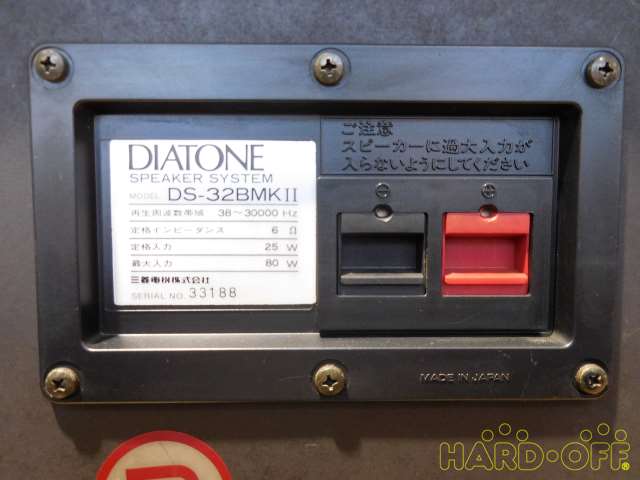 DIATONE
SPEAKER SYSTEM
MODEL DS-32BMKII
再生周波数帯域 38～30000 Hz
定格インピーダンス 6 Ω
定格入力 25 W
最大入力 80 W
三菱電機株式会社
SERIAL NO. 33188
ご注意
スピーカーに過大入力が
入らないようにしてください
⊖ ⊕
MADE IN JAPAN
HARD・OFF